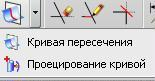 Кривая пересечения
Проецирование кривой